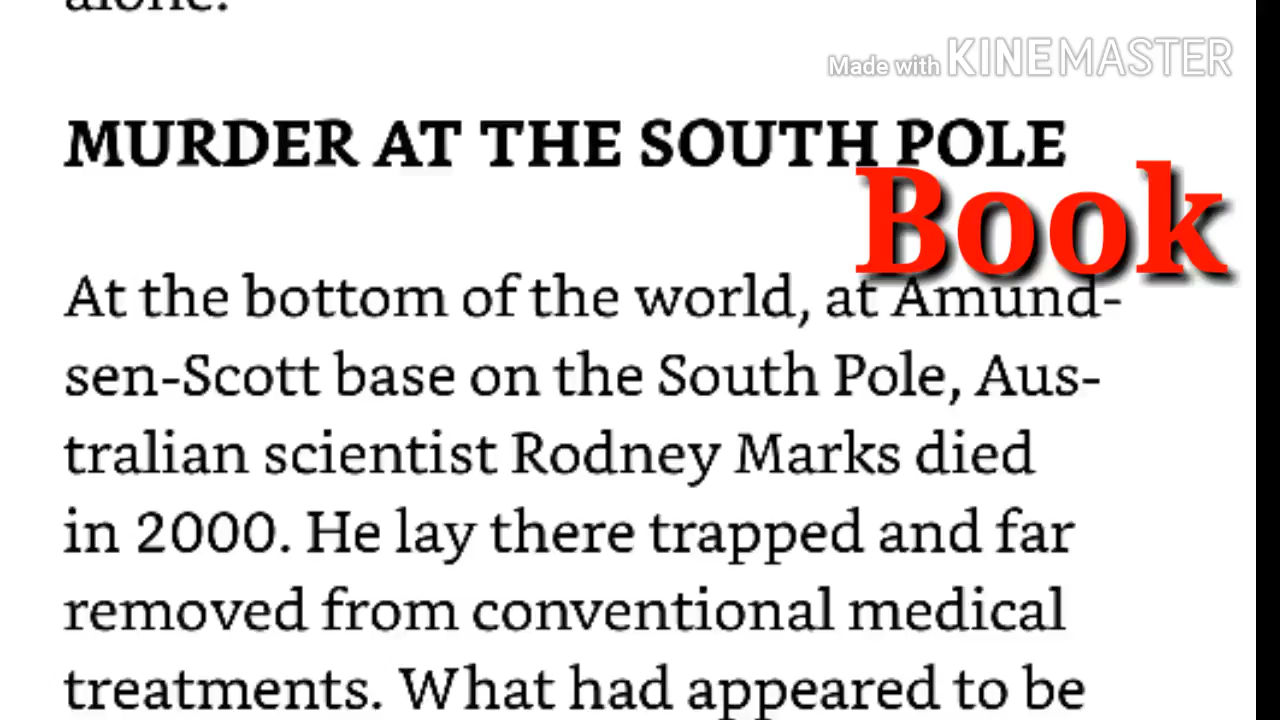 alone.
Made with KINEMASTER
MURDER AT THE SOUTH POLE
Book
At the bottom of the world, at Amund-
sen-Scott base on the South Pole, Aus-
tralian scientist Rodney Marks died
in 2000. He lay there trapped and far
removed from conventional medical
treatments. What had appeared to be